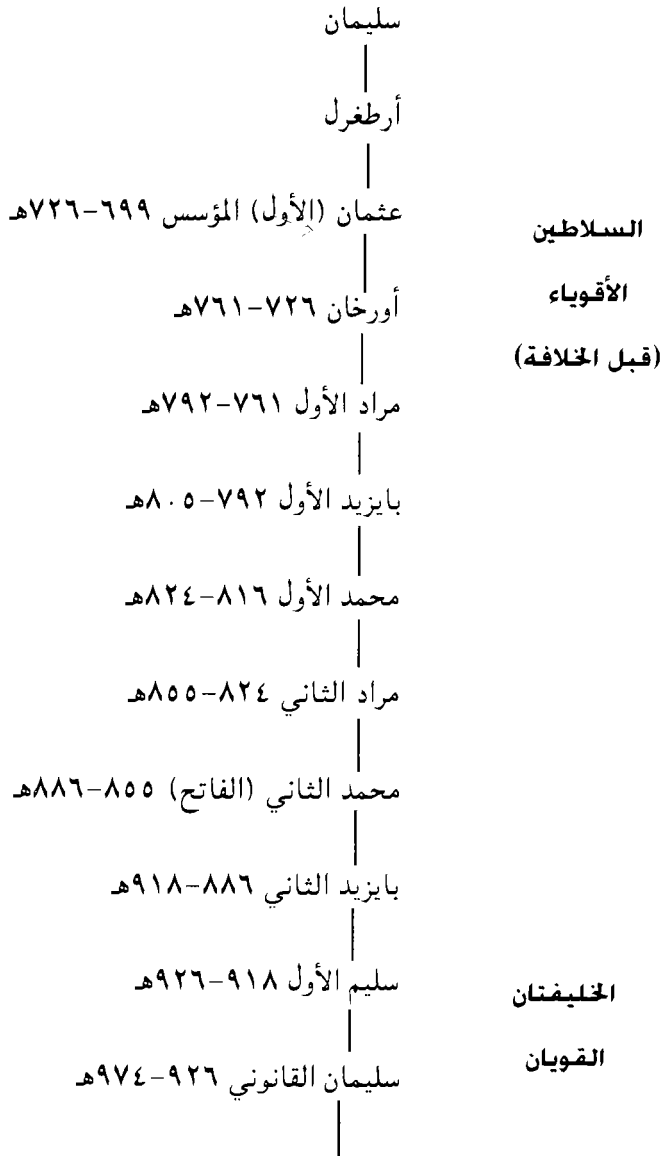 سليمان
أرطغرل
عثمان (الأول) المؤسس ٦٩٩-٧٢٦هـ
السلاطين
أورخان ٧٢٦-٧٦١هـ
الأقوياء
(قبل الخلافة)
مراد الأول ٧٦١-٧٩٢هـ
بايزيد الأول ٧٩٢-٨٠٥هـ
محمد الأول ٨١٦-٨٢٤هـ
مراد الثاني ٨٢٤-٨٥٥هـ
محمد الثاني (الفاتح) ٨٥٥-٨٨٦هـ
بايزيد الثاني ٨٨٦-٩١٨هـ
سليم الأول ٩١٨-٩٢٦هـ
الخليفتان
القويان
سليمان القانوني ٩٢٦-٩٧٤هـ